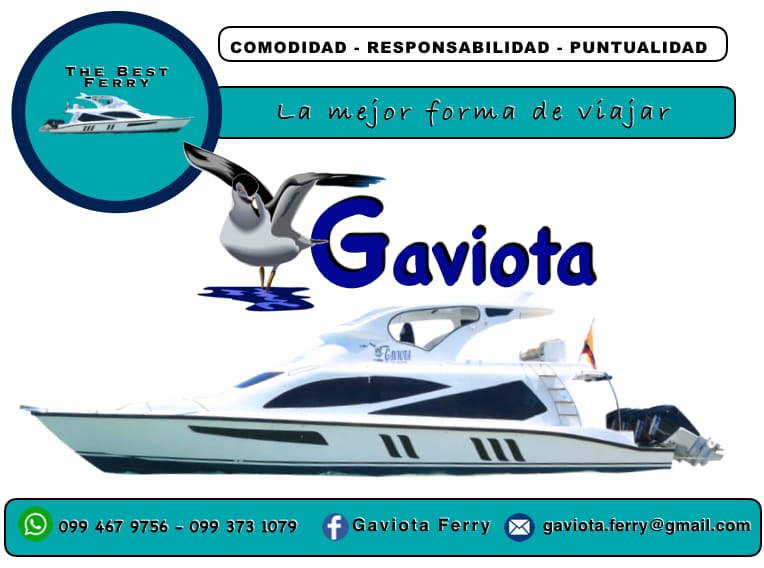 COMODIDAD - RESPONSABILIDAD - PUNTUALIDAD
THE BEST
FERRY
La mejor forma de viajar
Gaviota
GAVIOTA
099 467 9756 - 099 373 1079
Gaviota Ferry
gaviota.ferry@gmail.com